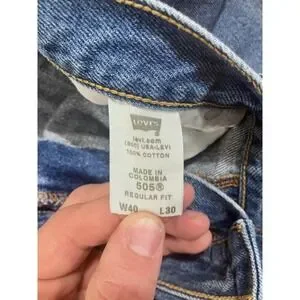 Levi's
levi.com
(800) USA-LEVI
100% COTTON
MADE IN
COLOMBIA
505®
REGULAR FIT
W40 L30